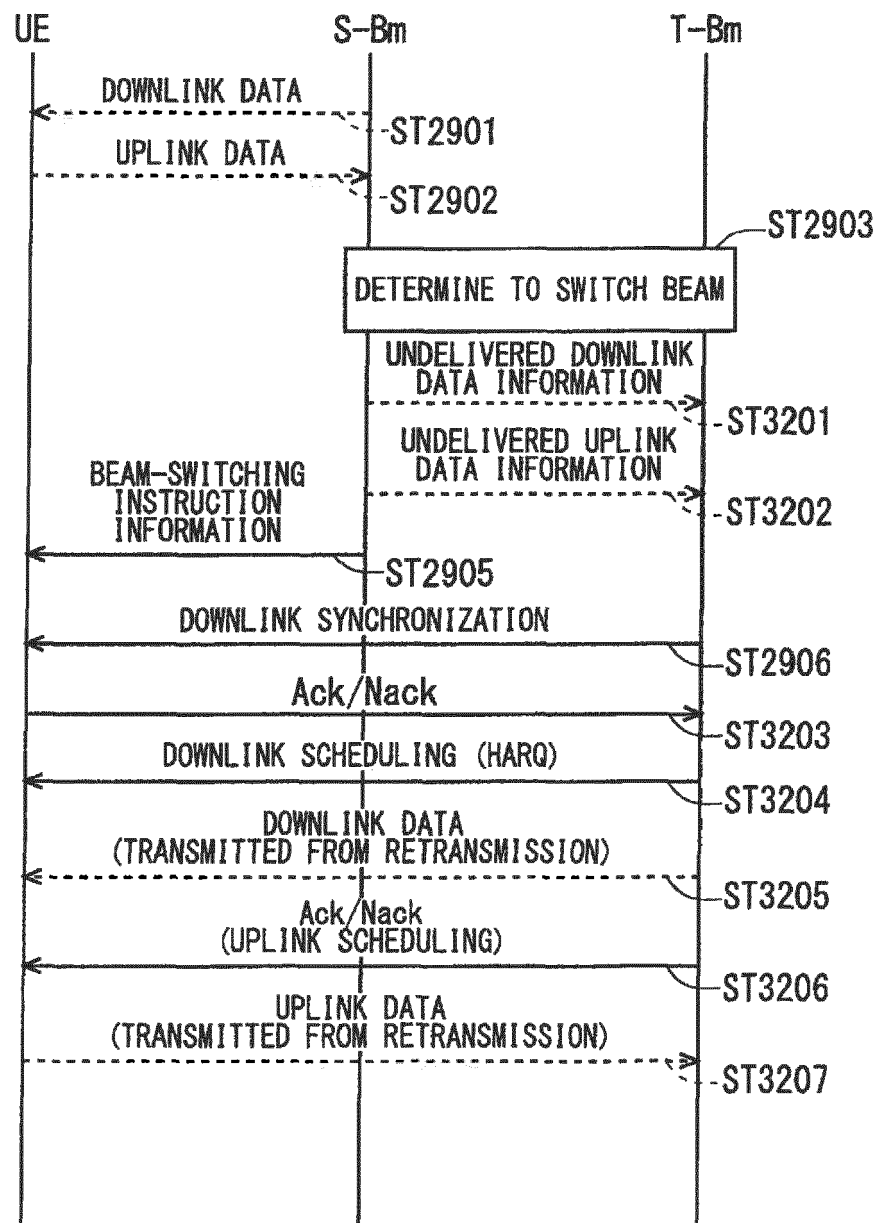 UE S-Bm T-Bm
DOWNLINK DATA
ST2901
UPLINK DATA
ST2902
ST2903
DETERMINE TO SWITCH BEAM
UNDELIVERED DOWNLINK
DATA INFORMATION
ST3201
UNDELIVERED UPLINK
DATA INFORMATION
ST3202
BEAM-SWITCHING
INSTRUCTION
INFORMATION
ST2905
DOWNLINK SYNCHRONIZATION
ST2906
Ack/Nack
ST3203
DOWNLINK SCHEDULING (HARQ)
ST3204
DOWNLINK DATA
(TRANSMITTED FROM RETRANSMISSION)
ST3205
Ack/Nack
(UPLINK SCHEDULING)
ST3206
UPLINK DATA
(TRANSMITTED FROM RETRANSMISSION)
ST3207